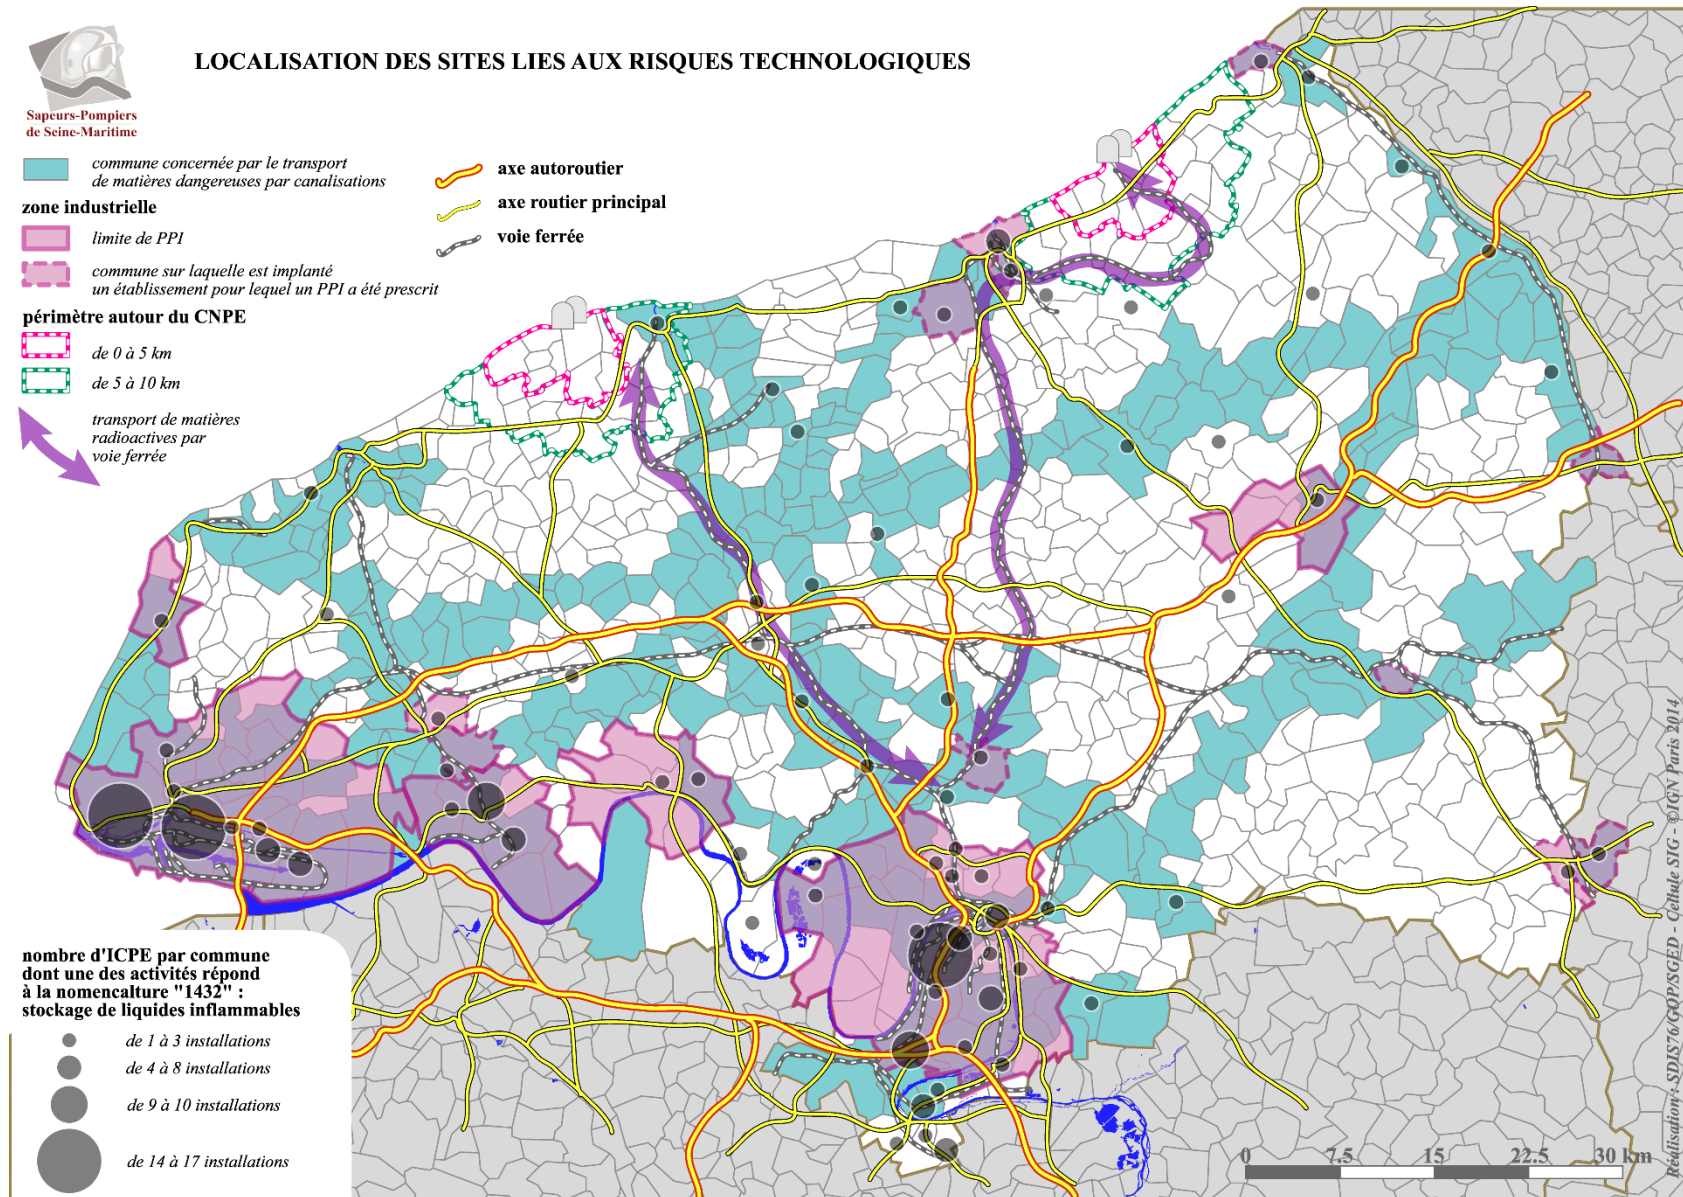 LOCALISATION DES SITES LIES AUX RISQUES TECHNOLOGIQUES
Sapeurs-Pompiers
de Seine-Maritime
commune concernée par le transport
de matières dangereuses par canalisations
zone industrielle
limite de PPI
commune sur laquelle est implanté
un établissement pour lequel un PPI a été prescrit
périmètre autour du CNPE
de 0 à 5 km
de 5 à 10 km
transport de matières
radioactives par
voie ferrée
axe autoroutier
axe routier principal
voie ferrée
nombre d'ICPE par commune
dont une des activités répond
à la nomencalture "1432" :
stockage de liquides inflammables
de 1 à 3 installations
de 4 à 8 installations
de 9 à 10 installations
de 14 à 17 installations
0 7.5 15 22.5 30 km
Réalisation : SDIS76/GOP/SGED - Cellule SIG - ©IGN Paris 2014